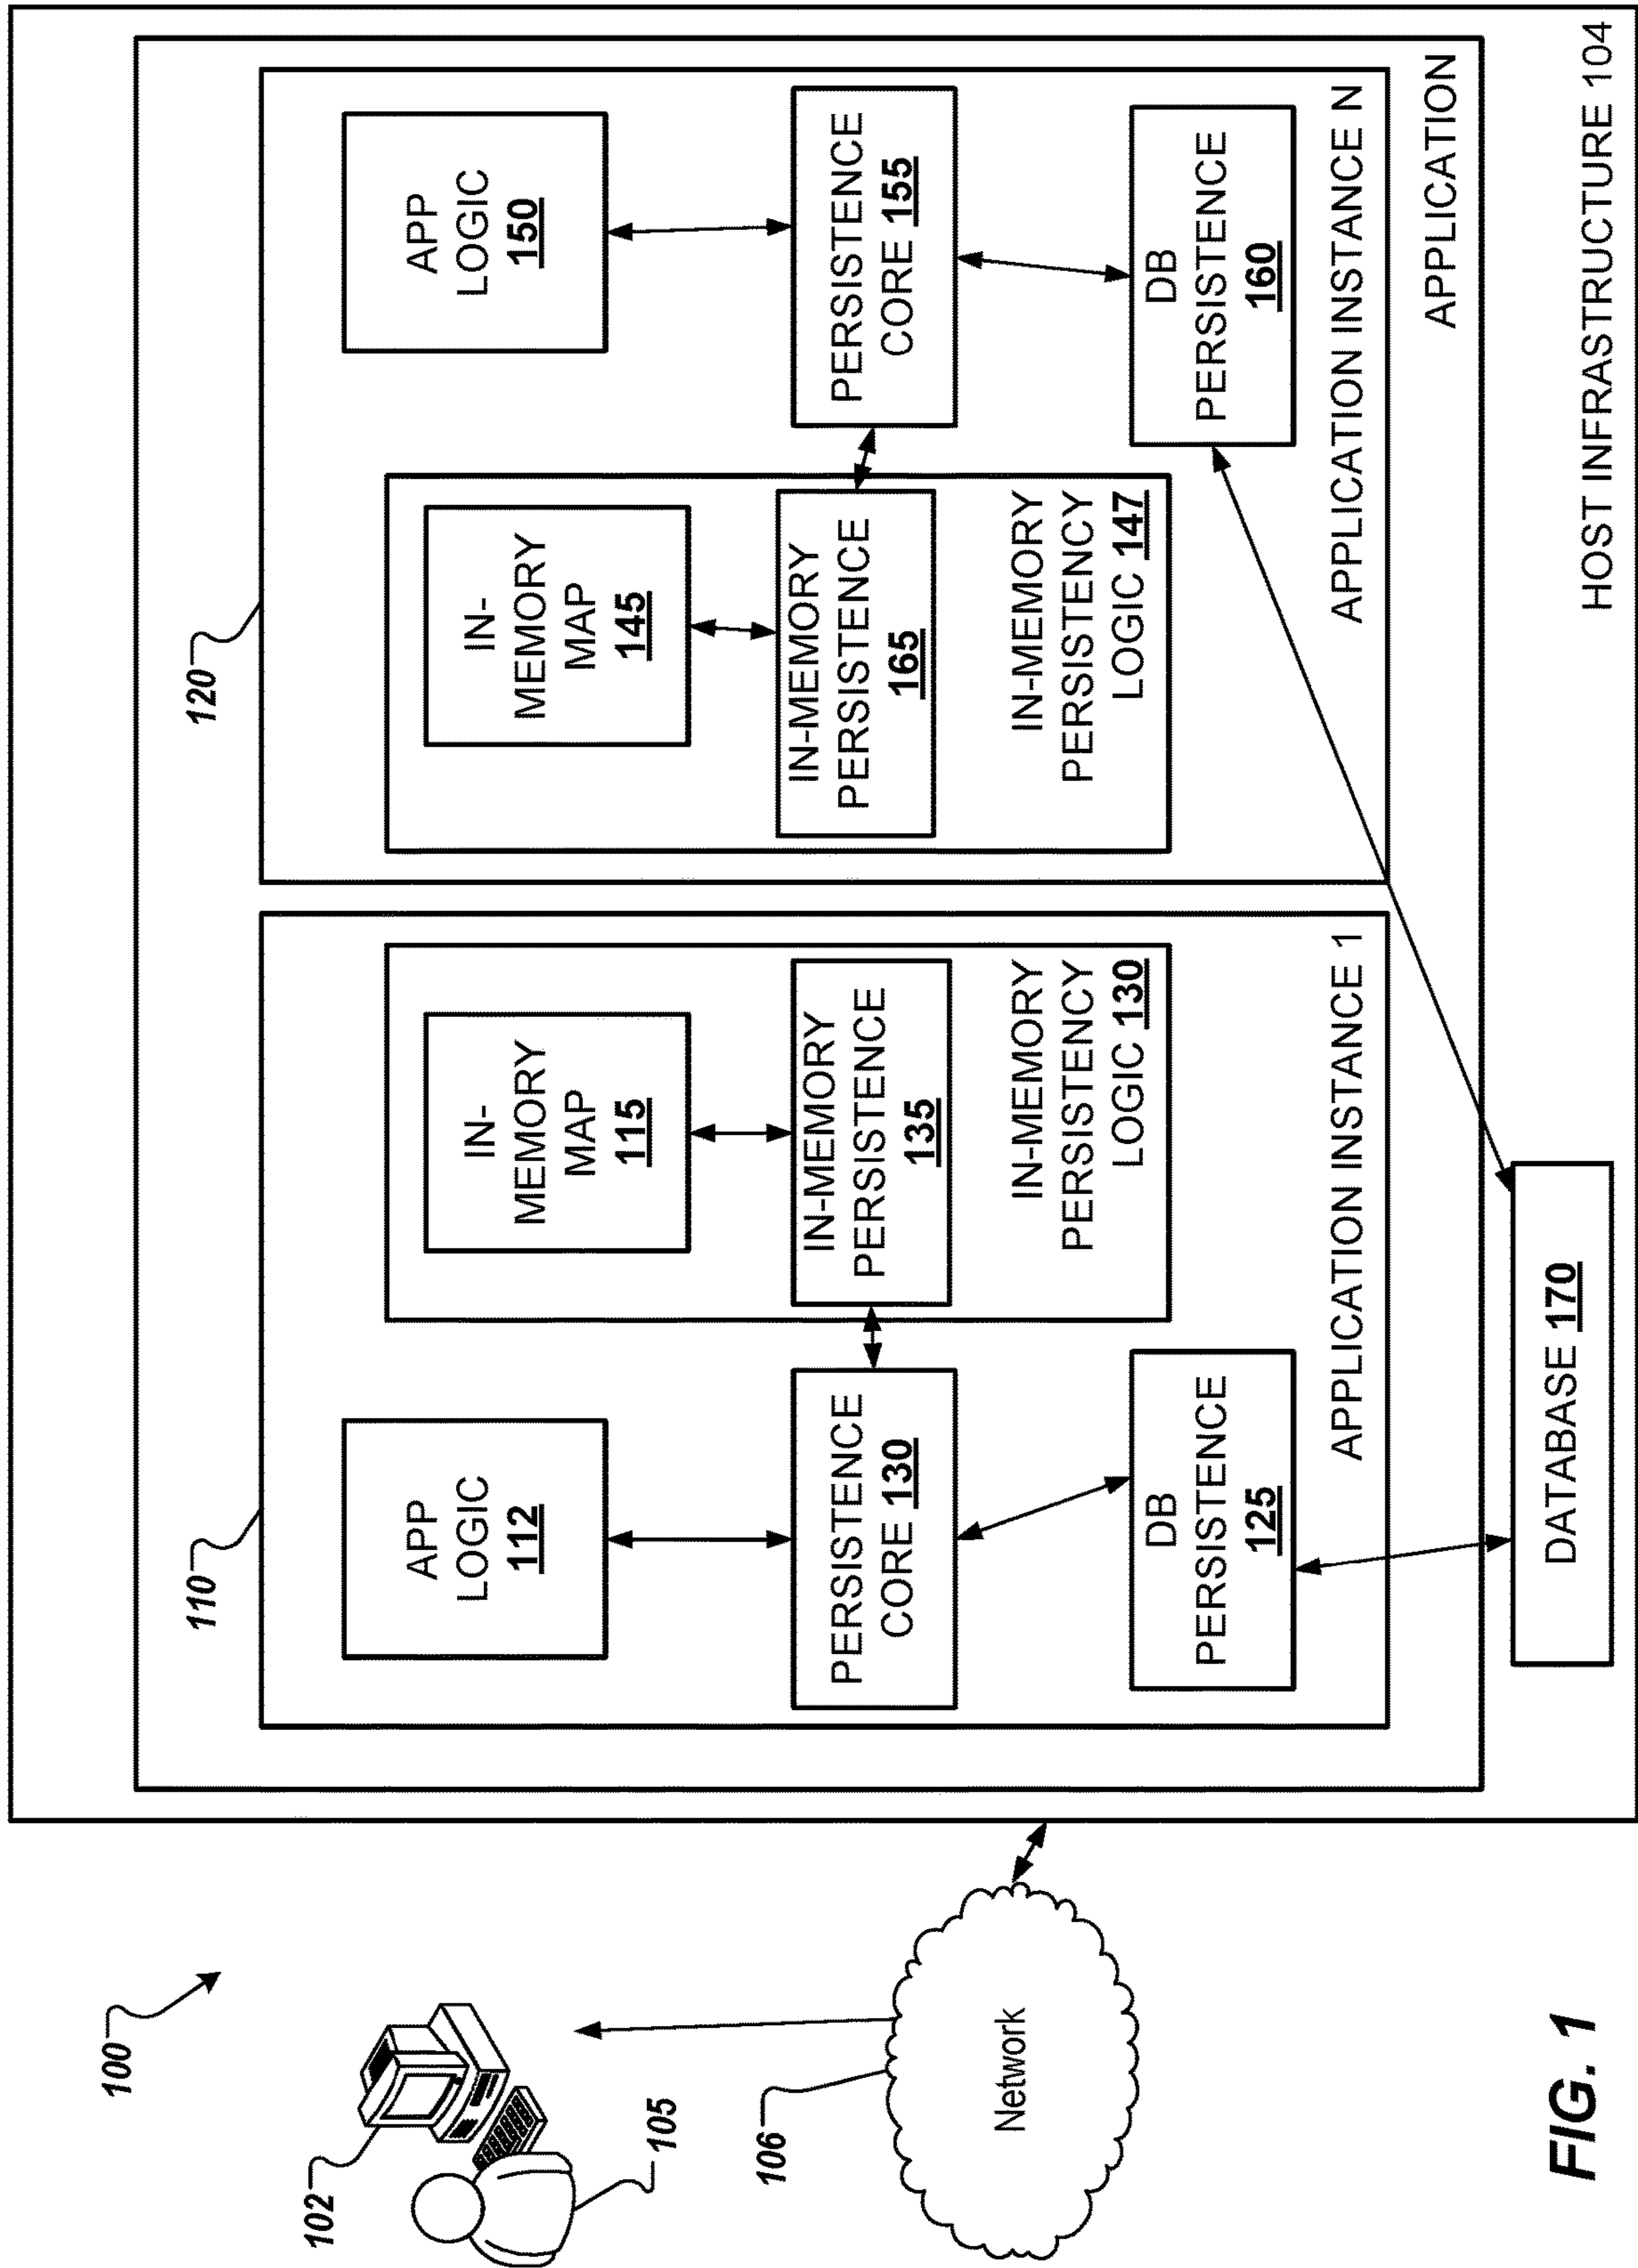 100
102
105
106
Network
110
APP
LOGIC
112
IN-
MEMORY
MAP
115
PERSISTENCE
CORE 130
IN-MEMORY
PERSISTENCE
135
IN-MEMORY
PERSISTENCY
LOGIC 130
DB
PERSISTENCE
125
APPLICATION INSTANCE 1
120
IN-
MEMORY
MAP
145
APP
LOGIC
150
IN-MEMORY
PERSISTENCE
165
PERSISTENCE
CORE 155
IN-MEMORY
PERSISTENCY
LOGIC 147
DB
PERSISTENCE
160
APPLICATION INSTANCE N
APPLICATION
DATABASE 170
HOST INFRASTRUCTURE 104
FIG. 1